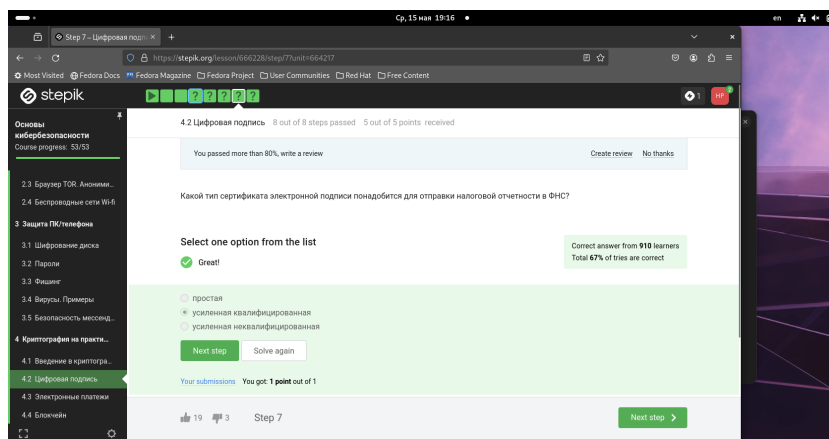 Ср, 15 мая 19:16
en
Step 7 – Цифровая подпи
https://stepik.org/lesson/666228/step/7?unit=664217
Most Visited Fedora Docs Fedora Magazine Fedora Project User Communities Red Hat Free Content
stepik
1
HP
2
Основы
кибербезопасности
Course progress: 53/53
4.2 Цифровая подпись 8 out of 8 steps passed 5 out of 5 points received
You passed more than 80%, write a review
Create review No thanks
2.3 Браузер TOR. Аноними...
2.4 Беспроводные сети Wi-fi
3 Защита ПК/телефона
3.1 Шифрование диска
3.2 Пароли
3.3 Фишинг
3.4 Вирусы. Примеры
3.5 Безопасность мессенд...
4 Криптография на практи...
4.1 Введение в криптогра...
4.2 Цифровая подпись
4.3 Электронные платежи
4.4 Блокчейн
Какой тип сертификата электронной подписи понадобится для отправки налоговой отчетности в ФНС?
Select one option from the list
Great!
Correct answer from 910 learners
Total 67% of tries are correct
простая
усиленная квалифицированная
усиленная неквалифицированная
Next step
Solve again
Your submissions You got: 1 point out of 1
19
3
Step 7
Next step